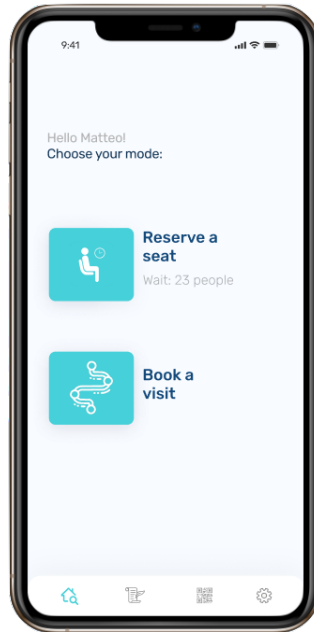 9:41
Hello Matteo!
Choose your mode:
Reserve a
seat
Wait: 23 people
Book a
visit